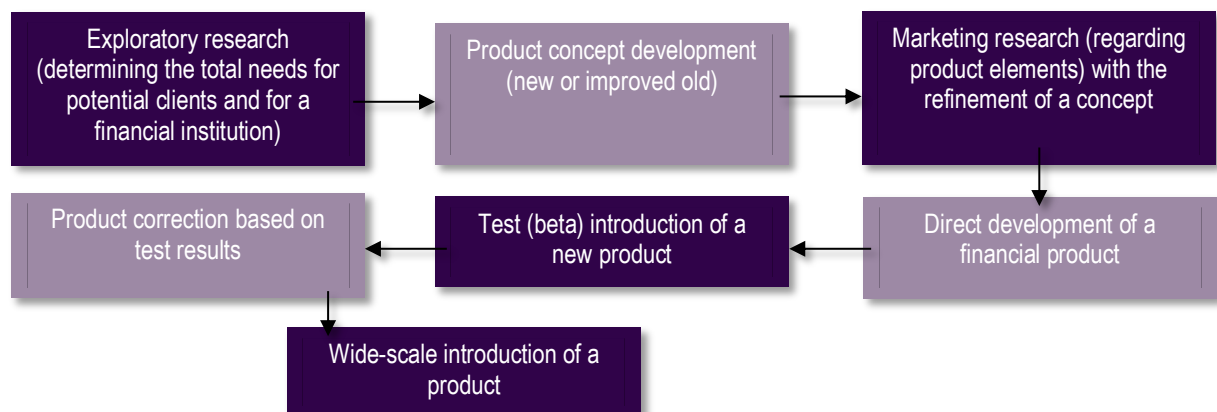 Exploratory research
(determining the total needs for
potential clients and for a
financial institution)
Product concept development
(new or improved old)
Marketing research (regarding
product elements) with the
refinement of a concept
Direct development of a
financial product
Test (beta) introduction of a
new product
Product correction based on
test results
Wide-scale introduction of a
product